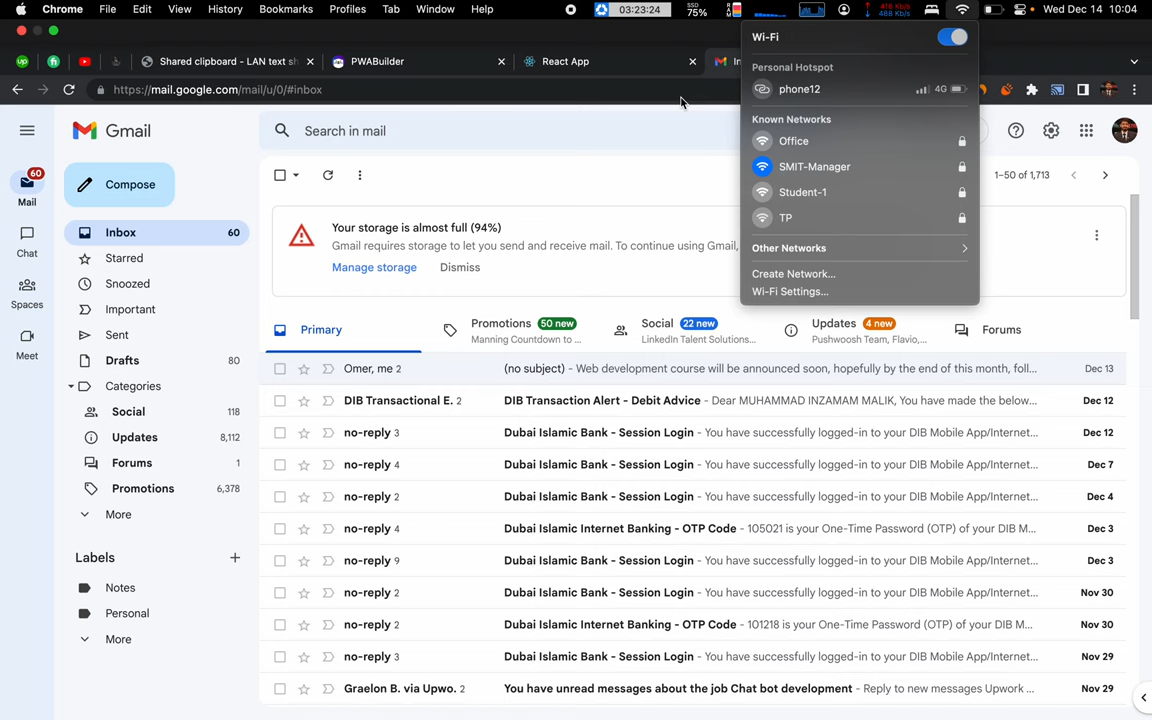 Chrome File Edit View History Bookmarks Profiles Tab Window Help 03:23:24 SSD 75% 488 Kb/s Wed Dec 14 10:04
Shared clipboard - LAN text sh PWABuilder React App
https://mail.google.com/mail/u/0/#inbox
Wi-Fi
Personal Hotspot
phone12 4G
Known Networks
Office
SMIT-Manager
Student-1
TP
Other Networks
Create Network...
Wi-Fi Settings...
Gmail
Search in mail
Compose
60
Mail
Chat
Spaces
Meet
Inbox 60
Starred
Snoozed
Important
Sent
Drafts 80
Categories
Social 118
Updates 8,112
Forums 1
Promotions 6,378
More
Labels
Notes
Personal
More
1–50 of 1,713
Your storage is almost full (94%)
Gmail requires storage to let you send and receive mail. To continue using Gmail,
Manage storage Dismiss
Primary
Promotions 50 new
Manning Countdown to ...
Social 22 new
LinkedIn Talent Solutions...
Updates 4 new
Pushwoosh Team, Flavio,...
Forums
Omer, me 2 (no subject) - Web development course will be announced soon, hopefully by the end of this month, foll... Dec 13
DIB Transactional E. 2 DIB Transaction Alert - Debit Advice - Dear MUHAMMAD INZAMAM MALIK, You have made the below... Dec 12
no-reply 3 Dubai Islamic Bank - Session Login - You have successfully logged-in to your DIB Mobile App/Internet... Dec 12
no-reply 4 Dubai Islamic Bank - Session Login - You have successfully logged-in to your DIB Mobile App/Internet... Dec 7
no-reply 2 Dubai Islamic Bank - Session Login - You have successfully logged-in to your DIB Mobile App/Internet... Dec 4
no-reply 4 Dubai Islamic Internet Banking - OTP Code - 105021 is your One-Time Password (OTP) of your DIB M... Dec 3
no-reply 9 Dubai Islamic Bank - Session Login - You have successfully logged-in to your DIB Mobile App/Internet... Dec 3
no-reply 2 Dubai Islamic Bank - Session Login - You have successfully logged-in to your DIB Mobile App/Internet... Nov 30
no-reply 2 Dubai Islamic Internet Banking - OTP Code - 101218 is your One-Time Password (OTP) of your DIB M... Nov 30
no-reply 3 Dubai Islamic Bank - Session Login - You have successfully logged-in to your DIB Mobile App/Internet... Nov 29
Graelon B. via Upwo. 2 You have unread messages about the job Chat bot development - Reply to new messages Upwork ... Nov 29